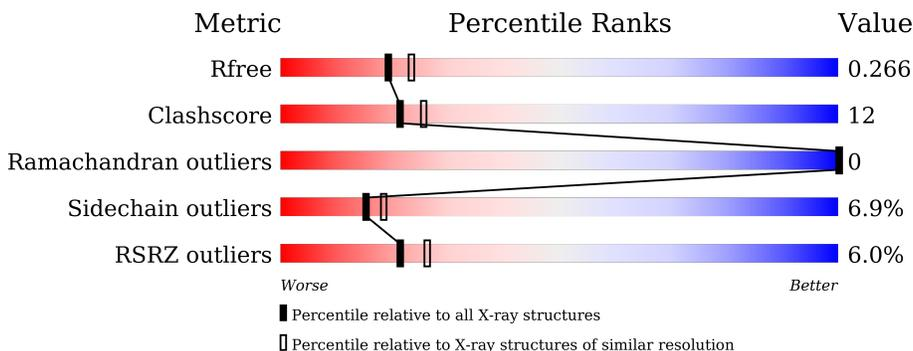 Metric Percentile Ranks Value
Rfree 0.266
Clashscore 12
Ramachandran outliers 0
Sidechain outliers 6.9%
RSRZ outliers 6.0%
Worse Better
Percentile relative to all X-ray structures
Percentile relative to X-ray structures of similar resolution